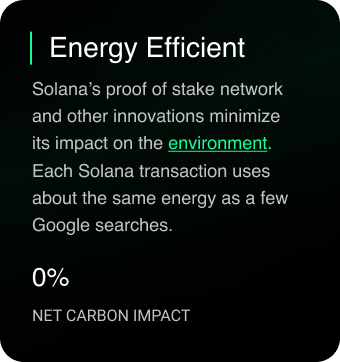 Energy Efficient
Solana’s proof of stake network
and other innovations minimize
its impact on the environment.
Each Solana transaction uses
about the same energy as a few
Google searches.
0%
NET CARBON IMPACT